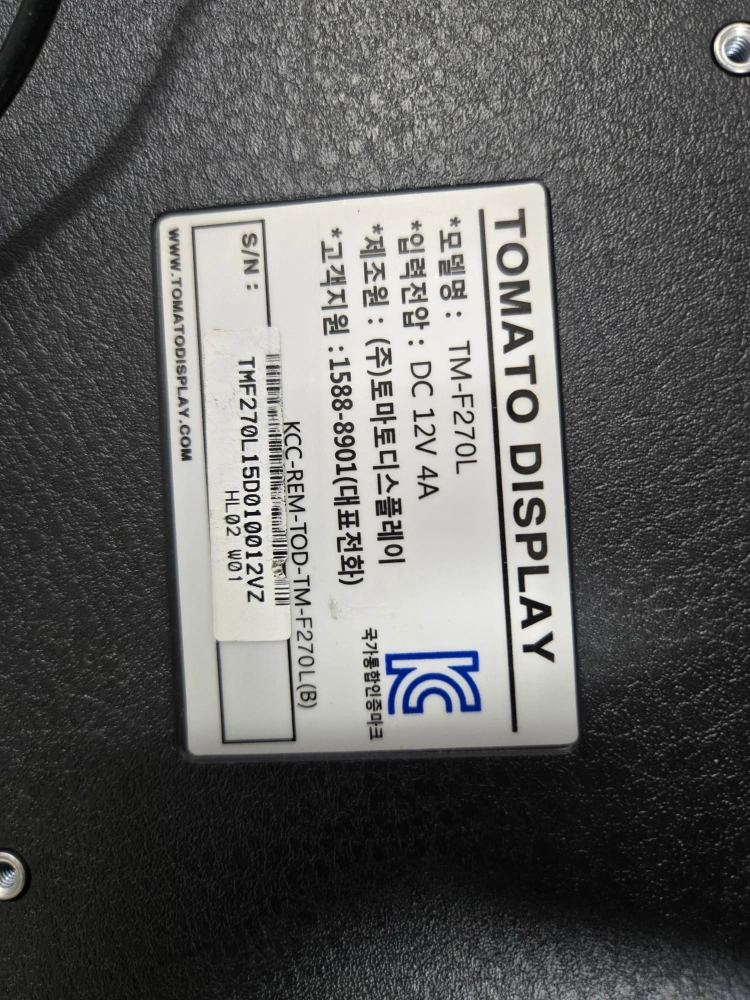 TOMATO DISPLAY
*모델명 : TM-F270L
*입력전압 : DC 12V 4A
*제조원 : (주)토마토디스플레이
*고객지원 :1588-8901(대표전화)
국가통합인증마크
KCC-REM-TOD-TM-F270L(B)
S/N :
TMF270L15D010012VZ
HL02 W01
WWW.TOMATODISPLAY.COM